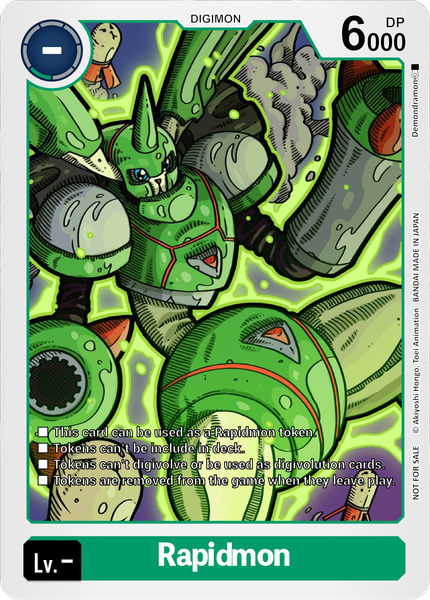 DIGIMON
-
DP
6000
Demondramon
© Akiyoshi Hongo. Toei Animation BANDAI MADE IN JAPAN
NOT FOR SALE
This card can be used as a Rapidmon token.
Tokens can't be include in deck.
Tokens can't digivolve or be used as digivolution cards.
Tokens are removed from the game when they leave play.
Lv.-
Rapidmon